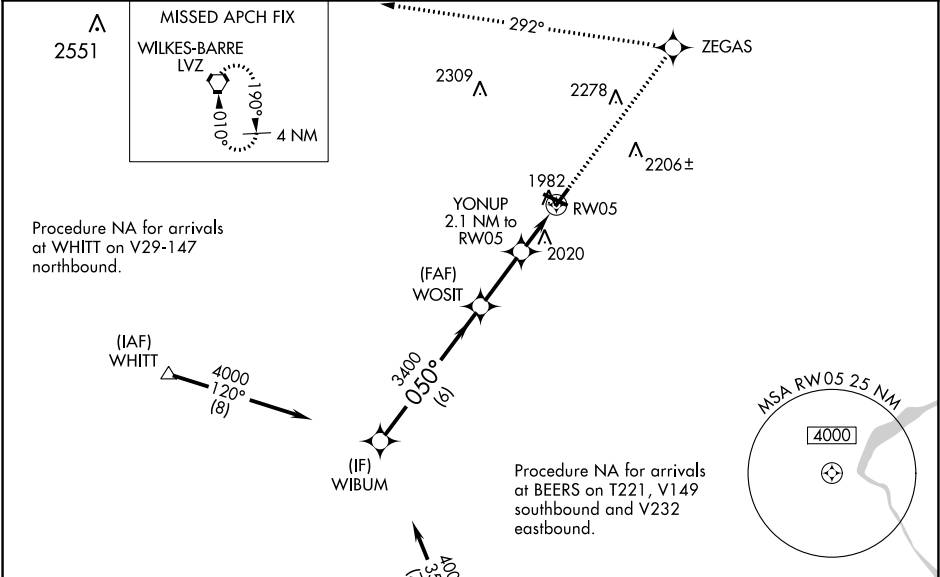 MISSED APCH FIX
2551
WILKES-BARRE
LVZ
190°
010°
4 NM
292°
ZEGAS
2309
2278
2206±
1982
RW05
YONUP
2.1 NM to
RW05
2020
Procedure NA for arrivals
at WHITT on V29-147
northbound.
(FAF)
WOSIT
(IAF)
WHITT
4000
120°
(8)
3400
050°
(6)
(IF)
WIBUM
MSA RW05 25 NM
4000
Procedure NA for arrivals
at BEERS on T221, V149
southbound and V232
eastbound.